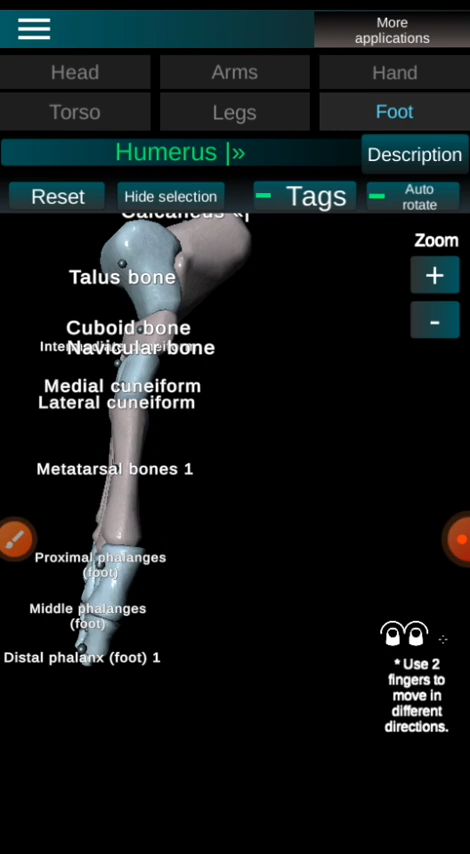 More
applications
Head
Arms
Hand
Torso
Legs
Foot
Humerus |»
Description
Reset
Hide selection
- Tags
- Auto
rotate
Calcaneus «|
Zoom
+
-
Talus bone
Cuboid bone
Navicular bone
Medial cuneiform
Lateral cuneiform
Metatarsal bones 1
Proximal phalanges
(foot)
Middle phalanges
(foot)
Distal phalanx (foot) 1
* Use 2
fingers to
move in
different
directions.